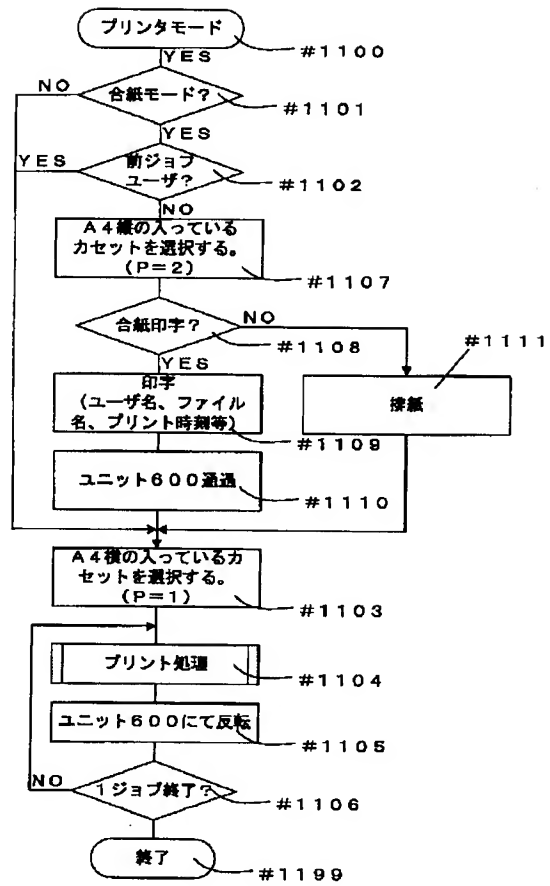 プリンタモード
#1100
YES
NO
合紙モード?
#1101
YES
YES
前ジョブ
ユーザ?
#1102
NO
A4縦の入っている
カセットを選択する。
(P=2)
#1107
合紙印字?
NO
#1108
#1111
YES
印字
(ユーザ名、ファイル
名、プリント時刻等)
#1109
排紙
ユニット600通過
#1110
A4横の入っているカ
セットを選択する。
(P=1)
#1103
プリント処理
#1104
ユニット600にて反転
#1105
NO
1ジョブ終了?
#1106
終了
#1199